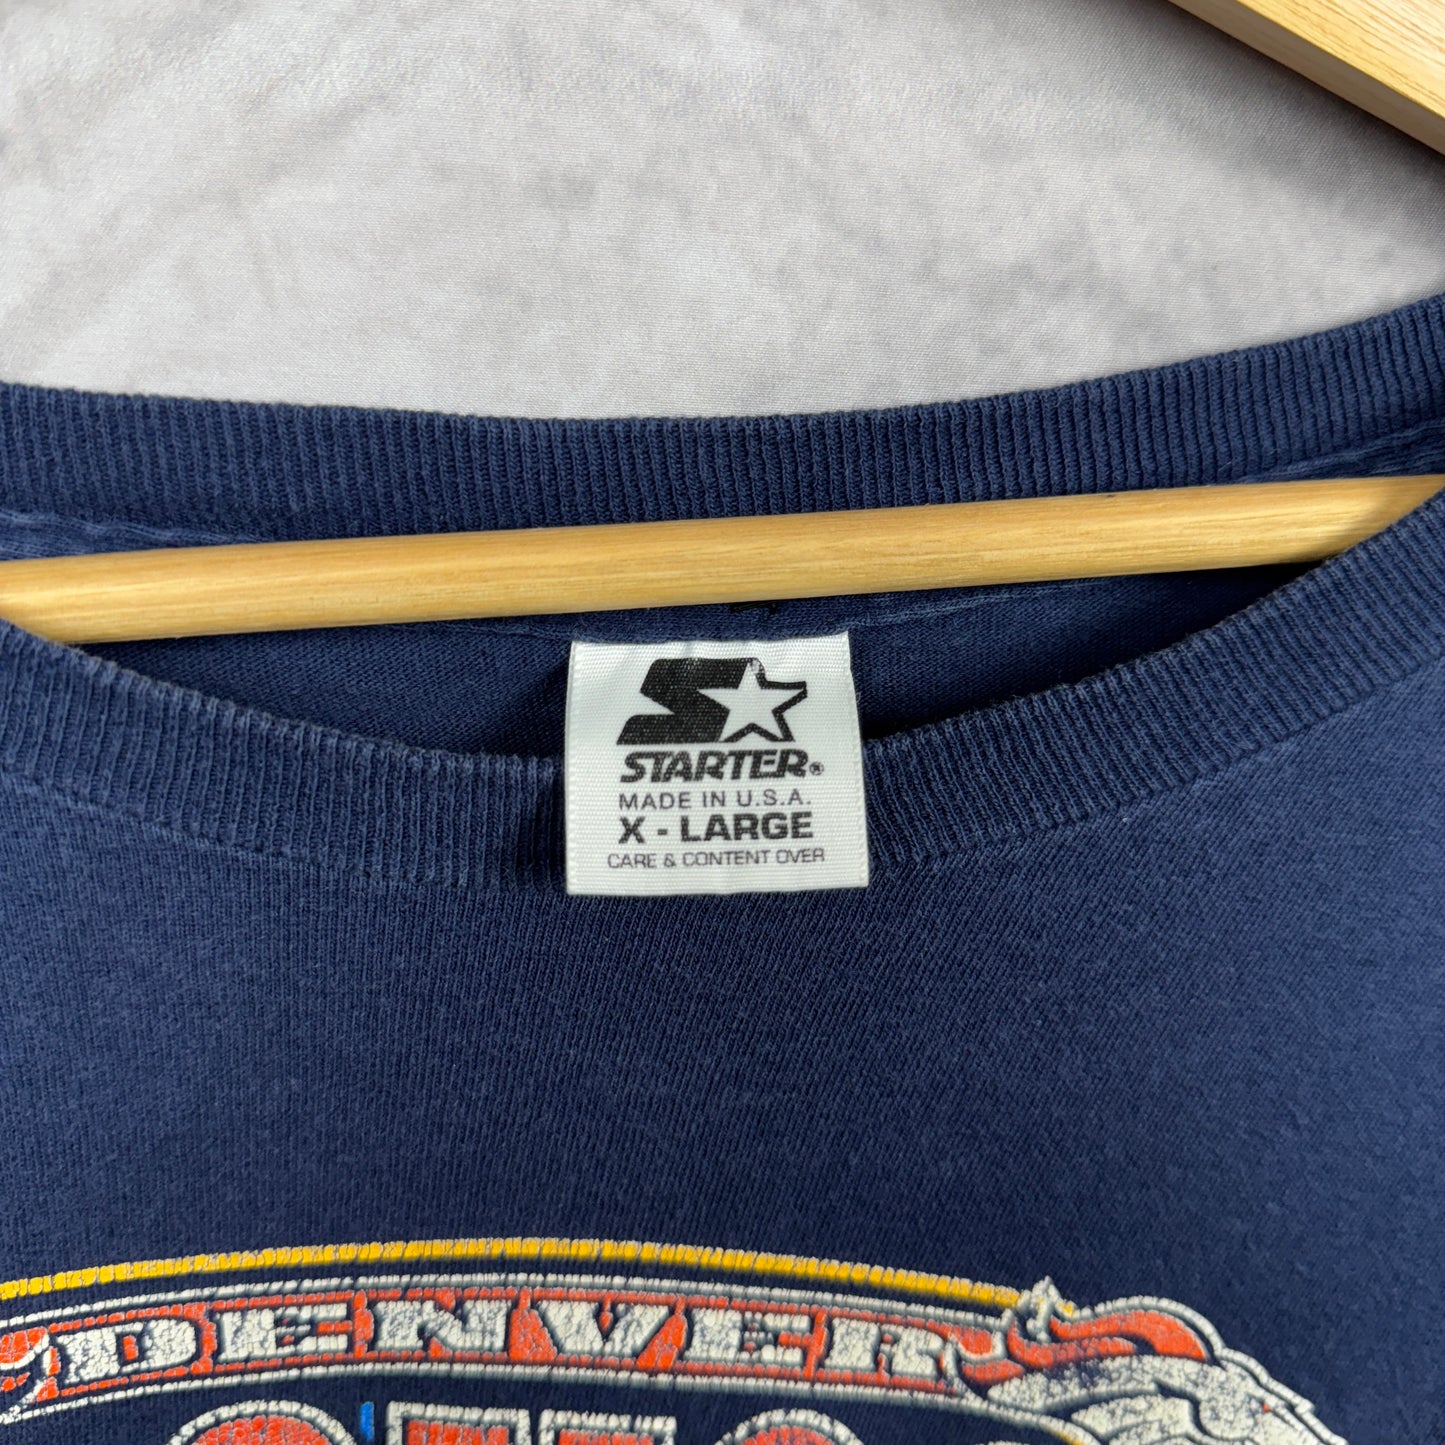 STARTER®
MADE IN U.S.A.
X - LARGE
CARE & CONTENT OVER
DENVER